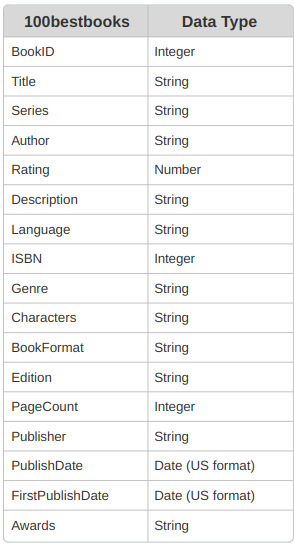 100bestbooks Data Type
BookID Integer
Title String
Series String
Author String
Rating Number
Description String
Language String
ISBN Integer
Genre String
Characters String
BookFormat String
Edition String
PageCount Integer
Publisher String
PublishDate Date (US format)
FirstPublishDate Date (US format)
Awards String